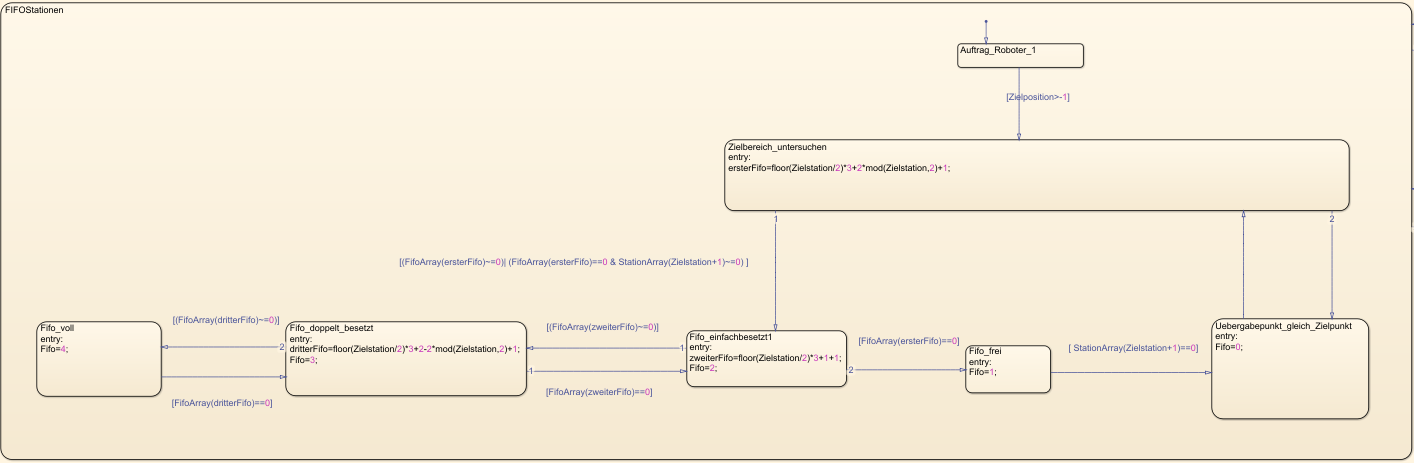 FIFOStationen
Auftrag_Roboter_1
[Zielposition>-1]
Zielbereich_untersuchen
entry:
ersterFifo=floor(Zielstation/2)*3+2*mod(Zielstation,2)+1;
1
2
[(FifoArray(ersterFifo)~=0)| (FifoArray(ersterFifo)==0 & StationArray(Zielstation+1)~=0) ]
Fifo_voll
entry:
Fifo=4;
[(FifoArray(dritterFifo)~=0)]
2
[FifoArray(dritterFifo)==0]
Fifo_doppelt_besetzt
entry:
dritterFifo=floor(Zielstation/2)*3+2-2*mod(Zielstation,2)+1;
Fifo=3;
[(FifoArray(zweiterFifo)~=0)]
1
1
[FifoArray(zweiterFifo)==0]
Fifo_einfachbesetzt1
entry:
zweiterFifo=floor(Zielstation/2)*3+1+1;
Fifo=2;
[FifoArray(ersterFifo)==0]
2
Fifo_frei
entry:
Fifo=1;
[ StationArray(Zielstation+1)==0]
Uebergabepunkt_gleich_Zielpunkt
entry:
Fifo=0;